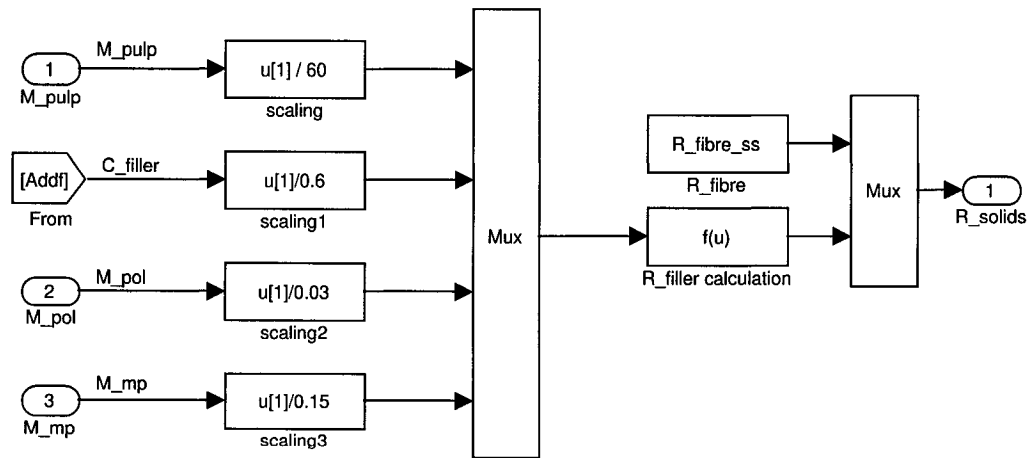 M_pulp
1
M_pulp
u[1] / 60
scaling
C_filler
[Addf]
From
u[1]/0.6
scaling1
M_pol
2
M_pol
u[1]/0.03
scaling2
M_mp
3
M_mp
u[1]/0.15
scaling3
Mux
R_fibre_ss
R_fibre
f(u)
R_filler calculation
Mux
1
R_solids